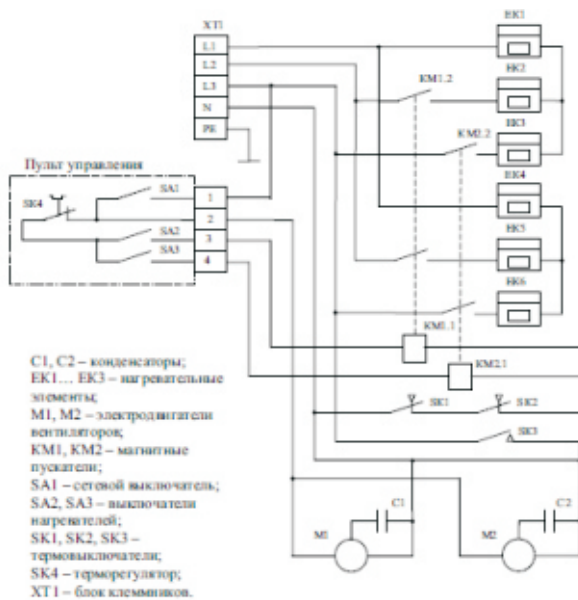 XT1
L1
L2
L3
N
PE
EK1
EK2
EK3
EK4
EK5
EK6
KM1.2
KM2.2
Пульт управления
SK4
SA1
SA2
SA3
1
2
3
4
KM1.1
KM2.1
SK1
SK2
SK3
C1
C2
M1
M2
C1, C2 – конденсаторы;
EK1... EK3 – нагревательные
элементы;
M1, M2 – электродвигатели
вентиляторов;
KM1, KM2 – магнитные
пускатели;
SA1 – сетевой выключатель;
SA2, SA3 – выключатели
нагревателей;
SK1, SK2, SK3 –
термовыключатели;
SK4 – терморегулятор;
XT1 – блок клеммников.